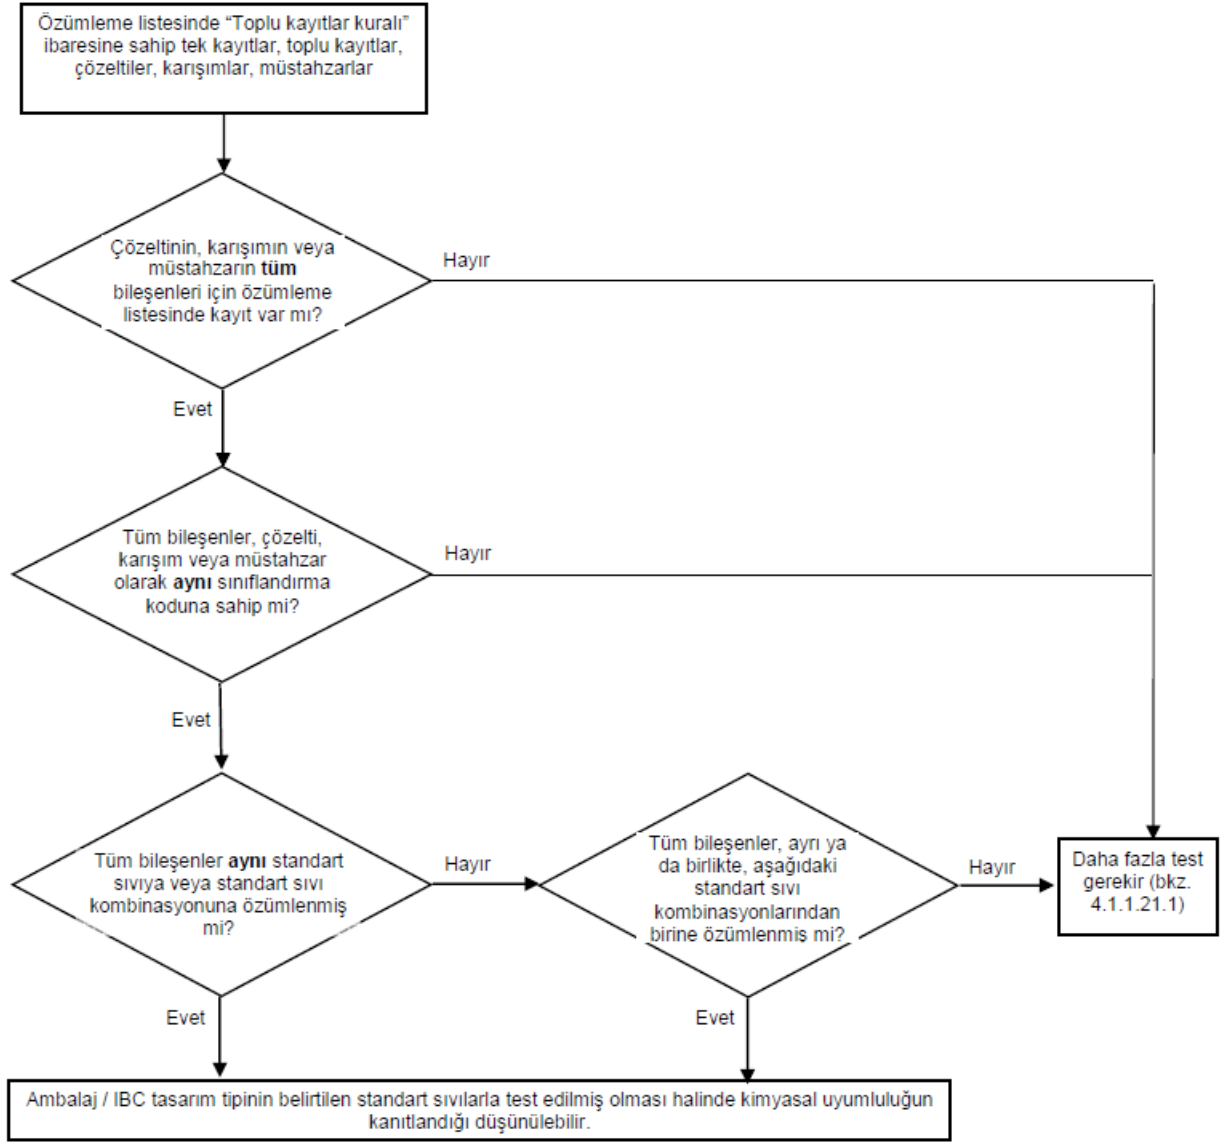 Özümleme listesinde “Toplu kayıtlar kuralı”
ibaresine sahip tek kayıtlar, toplu kayıtlar,
çözeltiler, karışımlar, müstahzarlar
Çözeltinin, karışımın veya
müstahzarın tüm
bileşenleri için özümleme
listesinde kayıt var mı?
Hayır
Evet
Tüm bileşenler, çözelti,
karışım veya müstahzar
olarak aynı sınıflandırma
koduna sahip mi?
Hayır
Evet
Tüm bileşenler aynı standart
sıvıya veya standart sıvı
kombinasyonuna özümlenmiş
mi?
Hayır
Tüm bileşenler, ayrı ya
da birlikte, aşağıdaki
standart sıvı
kombinasyonlarından
birine özümlenmiş mi?
Hayır
Daha fazla test
gerekir (bkz.
4.1.1.21.1)
Evet
Evet
Ambalaj / IBC tasarım tipinin belirtilen standart sıvılarla test edilmiş olması halinde kimyasal uyumluluğun
kanıtlandığı düşünülebilir.